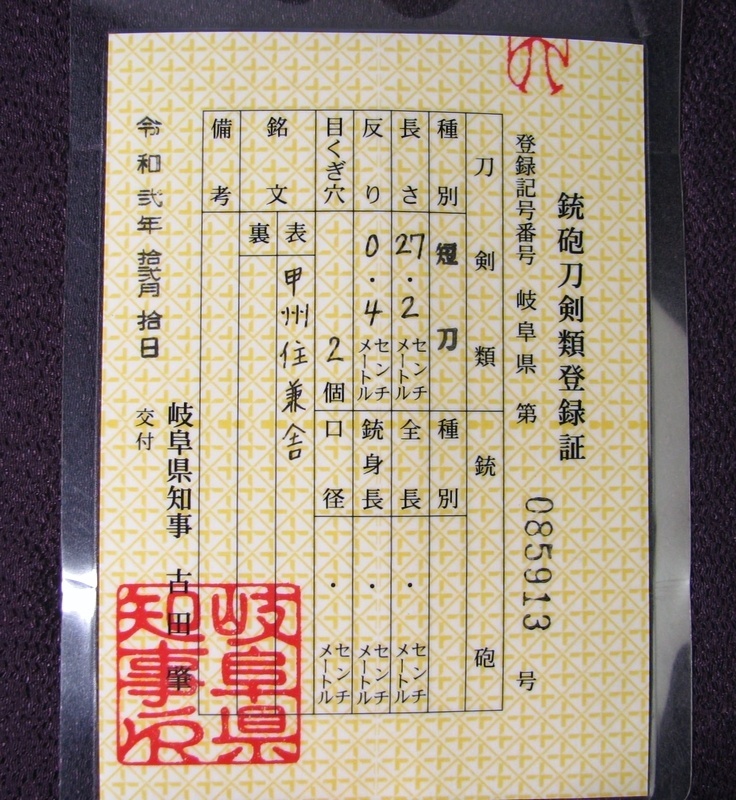 銃砲刀剣類登録証
登録記号番号 岐阜県 第 085913 号
刀剣類 銃砲
種別 短刀 種別
長さ 27.2 センチメートル 全長 ・ センチメートル
反り 0.4 センチメートル 銃身長 ・ センチメートル
目くぎ穴 2個 口径 ・ センチメートル
銘文 表 甲州住兼舎
裏
備考
岐阜県知事 古田 肇
令和弐年拾弐月拾日 交付
岐阜県
知事印